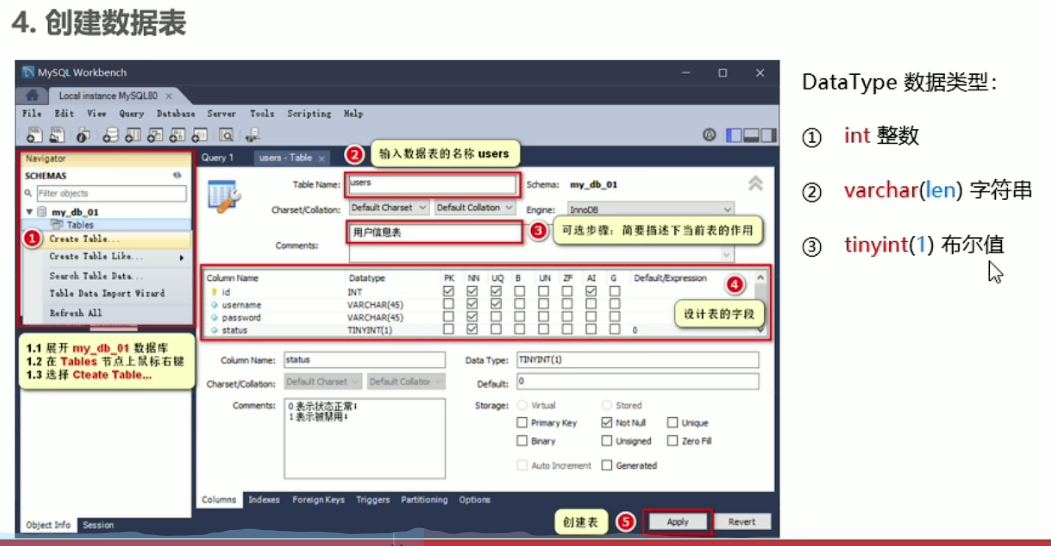 4. 创建数据表
MySQL Workbench
Local instance MySQL80 ×
File Edit View Query Database Server Tools Scripting Help
Navigator
SCHEMAS
Filter objects
my_db_01
Tables
Create Table...
Create Table Like...
Search Table Data...
Table Data Import Wizard
Refresh All
1
1.1 展开 my_db_01 数据库
1.2 在 Tables 节点上鼠标右键
1.3 选择 Cteate Table...
Object Info Session
Query 1 users - Table ×
2 输入数据表的名称 users
Table Name: users Schema: my_db_01
Charset/Collation: Default Charset Default Collation Engine: InnoDB
Comments: 用户信息表
3 可选步骤：简要描述下当前表的作用
Column Name Datatype PK NN UQ B UN ZF AI G Default/Expression
id INT
username VARCHAR(45)
password VARCHAR(45)
status TINYINT(1) 0
4
设计表的字段
Column Name: status Data Type: TINYINT(1)
Charset/Collation: Default Charset Default Collation Default: 0
Comments: 0 表示状态正常；
1 表示被禁用；
Storage: Virtual Stored
Primary Key Not Null Unique
Binary Unsigned Zero Fill
Auto Increment Generated
Columns Indexes Foreign Keys Triggers Partitioning Options
创建表 5 Apply Revert
DataType 数据类型：
① int 整数
② varchar(len) 字符串
③ tinyint(1) 布尔值